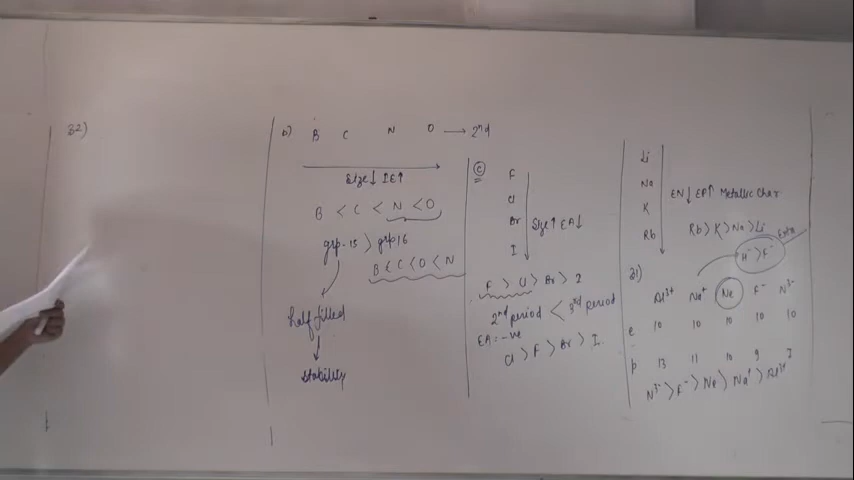 32)
b) B C N O → 2nd
Size↓ IE↑
B < C < N < O
grp-15 > grp16
B < C < O < N
half filled
↓
stability
(c)
F
Cl
Br
I
Size↑ EA↓
F > Cl > Br > I
2nd period < 3rd period
EA = -ve
Cl > F > Br > I.
Li
Na
K
Rb
EN↓ EP↑ Metallic Char
Rb > K > Na > Li
H⁻ > F⁻ Extra
31)
Al³⁺ Na⁺ Ne F⁻ N³⁻
e 10 10 10 10 10
p 13 11 10 9 7
N³⁻ > F⁻ > Ne > Na⁺ > Al³⁺